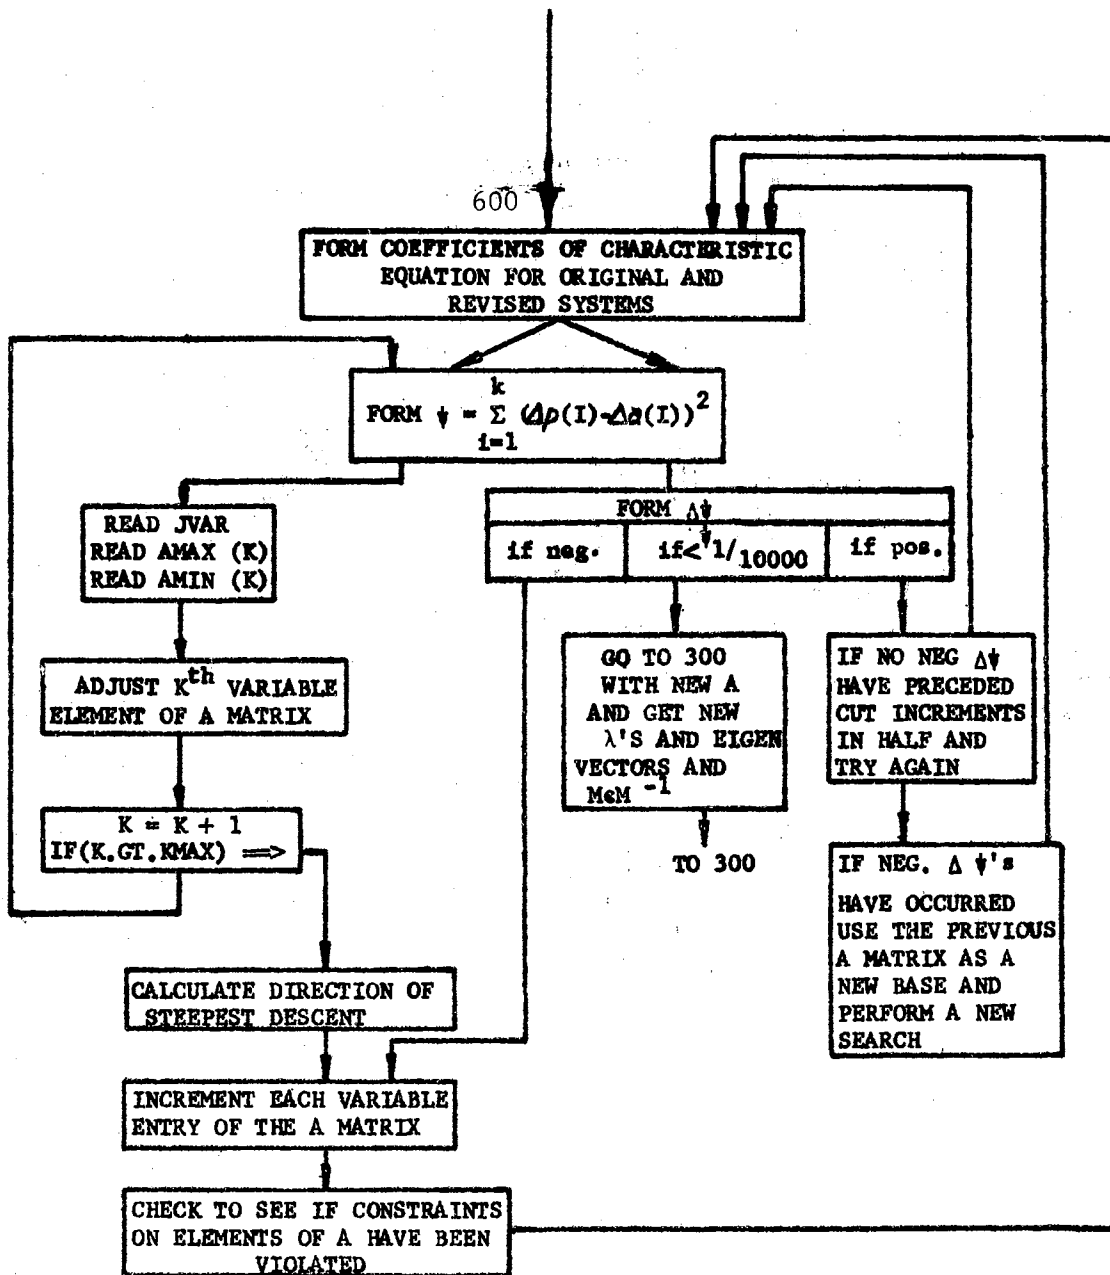 600
FORM COEFFICIENTS OF CHARACTERISTIC
EQUATION FOR ORIGINAL AND
REVISED SYSTEMS
k
FORM ψ = Σ (Δp(I)-Δa(I))²
i=1
READ JVAR
READ AMAX (K)
READ AMIN (K)
ADJUST Kth VARIABLE
ELEMENT OF A MATRIX
K = K + 1
IF(K.GT.KMAX) ⟹
CALCULATE DIRECTION OF
STEEPEST DESCENT
INCREMENT EACH VARIABLE
ENTRY OF THE A MATRIX
CHECK TO SEE IF CONSTRAINTS
ON ELEMENTS OF A HAVE BEEN
VIOLATED
FORM Δψ
if neg.
if< 1/10000
if pos.
GO TO 300
WITH NEW A
AND GET NEW
λ'S AND EIGEN
VECTORS AND
McM⁻¹
TO 300
IF NO NEG Δψ
HAVE PRECEDED
CUT INCREMENTS
IN HALF AND
TRY AGAIN
IF NEG. Δ ψ's
HAVE OCCURRED
USE THE PREVIOUS
A MATRIX AS A
NEW BASE AND
PERFORM A NEW
SEARCH